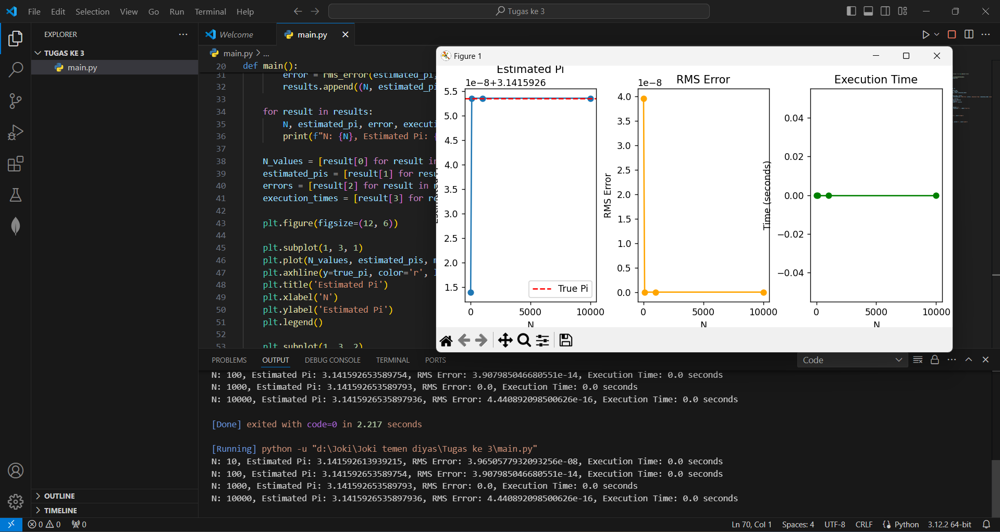 File Edit Selection View Go Run Terminal Help
Tugas ke 3
EXPLORER
TUGAS KE 3
main.py
OUTLINE
TIMELINE
Welcome
main.py
main.py > ...
20 def main():
31 error = rms_error(estimated_pi,
32 results.append((N, estimated_pi
33
34 for result in results:
35 N, estimated_pi, error, executi
36 print(f"N: {N}, Estimated Pi: {
37
38 N_values = [result[0] for result in
39 estimated_pis = [result[1] for resu
40 errors = [result[2] for result in
41 execution_times = [result[3] for re
42
43 plt.figure(figsize=(12, 6))
44
45 plt.subplot(1, 3, 1)
46 plt.plot(N_values, estimated_pis, m
47 plt.axhline(y=true_pi, color='r', l
48 plt.title('Estimated Pi')
49 plt.xlabel('N')
50 plt.ylabel('Estimated Pi')
51 plt.legend()
52
53 plt.subplot(1, 3, 2)
Figure 1
Estimated Pi
1e−8+3.1415926
5.5
5.0
4.5
4.0
3.5
3.0
2.5
2.0
1.5
True Pi
0 5000 10000
N
RMS Error
1e−8
RMS Error
4.0
3.5
3.0
2.5
2.0
1.5
1.0
0.5
0.0
0 5000 10000
N
Execution Time
Time (seconds)
0.04
0.02
0.00
−0.02
−0.04
0 5000 10000
N
PROBLEMS OUTPUT DEBUG CONSOLE TERMINAL PORTS
Code
N: 100, Estimated Pi: 3.141592653589754, RMS Error: 3.907985046680551e-14, Execution Time: 0.0 seconds
N: 1000, Estimated Pi: 3.141592653589793, RMS Error: 0.0, Execution Time: 0.0 seconds
N: 10000, Estimated Pi: 3.1415926535897936, RMS Error: 4.440892098500626e-16, Execution Time: 0.0 seconds
[Done] exited with code=0 in 2.217 seconds
[Running] python -u "d:\Joki\Joki temen diyas\Tugas ke 3\main.py"
N: 10, Estimated Pi: 3.141592613939215, RMS Error: 3.9650577932093256e-08, Execution Time: 0.0 seconds
N: 100, Estimated Pi: 3.141592653589754, RMS Error: 3.907985046680551e-14, Execution Time: 0.0 seconds
N: 1000, Estimated Pi: 3.141592653589793, RMS Error: 0.0, Execution Time: 0.0 seconds
N: 10000, Estimated Pi: 3.1415926535897936, RMS Error: 4.440892098500626e-16, Execution Time: 0.0 seconds
0 0 0
Ln 70, Col 1 Spaces: 4 UTF-8 CRLF Python 3.12.2 64-bit